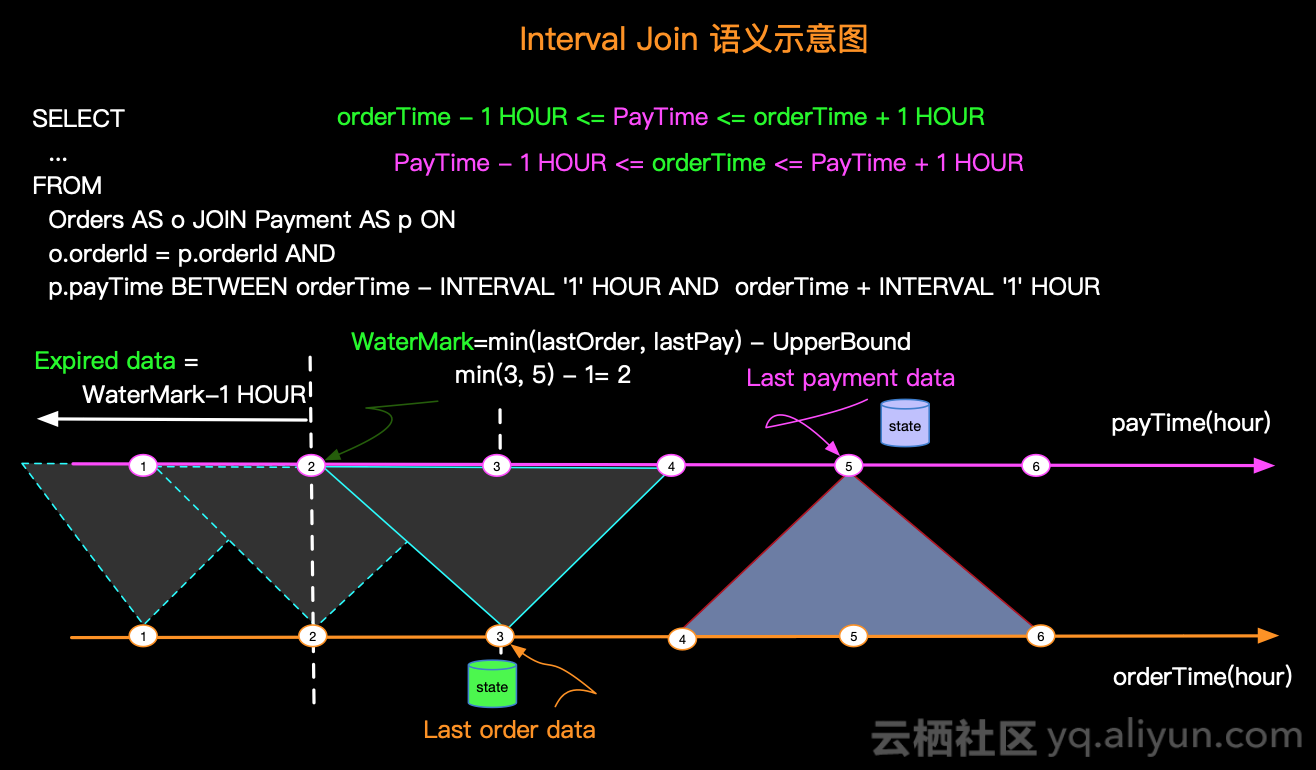 Interval Join 语义示意图
SELECT
orderTime - 1 HOUR <= PayTime <= orderTime + 1 HOUR
...
PayTime - 1 HOUR <= orderTime <= PayTime + 1 HOUR
FROM
Orders AS o JOIN Payment AS p ON
o.orderId = p.orderId AND
p.payTime BETWEEN orderTime - INTERVAL '1' HOUR AND orderTime + INTERVAL '1' HOUR
WaterMark=min(lastOrder, lastPay) - UpperBound
min(3, 5) - 1= 2
Expired data =
WaterMark-1 HOUR
Last payment data
state
payTime(hour)
1 2 3 4 5 6
1 2 3 4 5 6
state
orderTime(hour)
Last order data
云栖社区 yq.aliyun.com